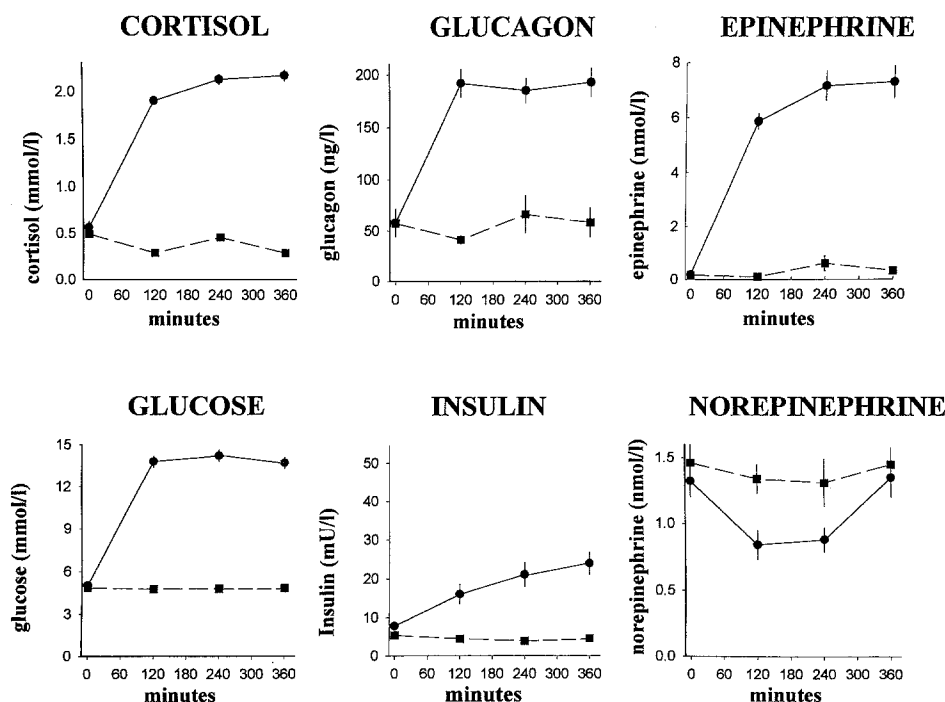 CORTISOL
cortisol (mmol/l)
2.0
1.5
1.0
0.5
0.0
0 60 120 180 240 300 360
minutes
GLUCAGON
glucagon (ng/l)
200
150
100
50
0
0 60 120 180 240 300 360
minutes
EPINEPHRINE
epinephrine (nmol/l)
8
6
4
2
0
0 60 120 180 240 300 360
minutes
GLUCOSE
glucose (mmol/l)
15
12
9
6
3
0
0 60 120 180 240 300 360
minutes
INSULIN
Insulin (mU/l)
50
40
30
20
10
0
0 60 120 180 240 300 360
minutes
NOREPINEPHRINE
norepinephrine (nmol/l)
1.5
1.0
0.5
0.0
0 60 120 180 240 300 360
minutes